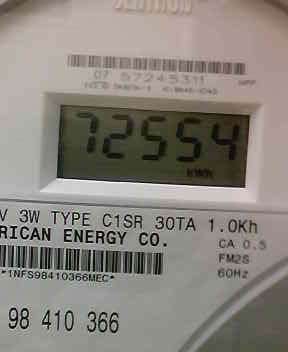 07 57245311
72554
KWH
V 3W TYPE C1SR 30TA 1.0Kh
RICAN ENERGY CO.
CA 0.5
FM2S
60Hz
*1NFS98410366MEC*
98 410 366